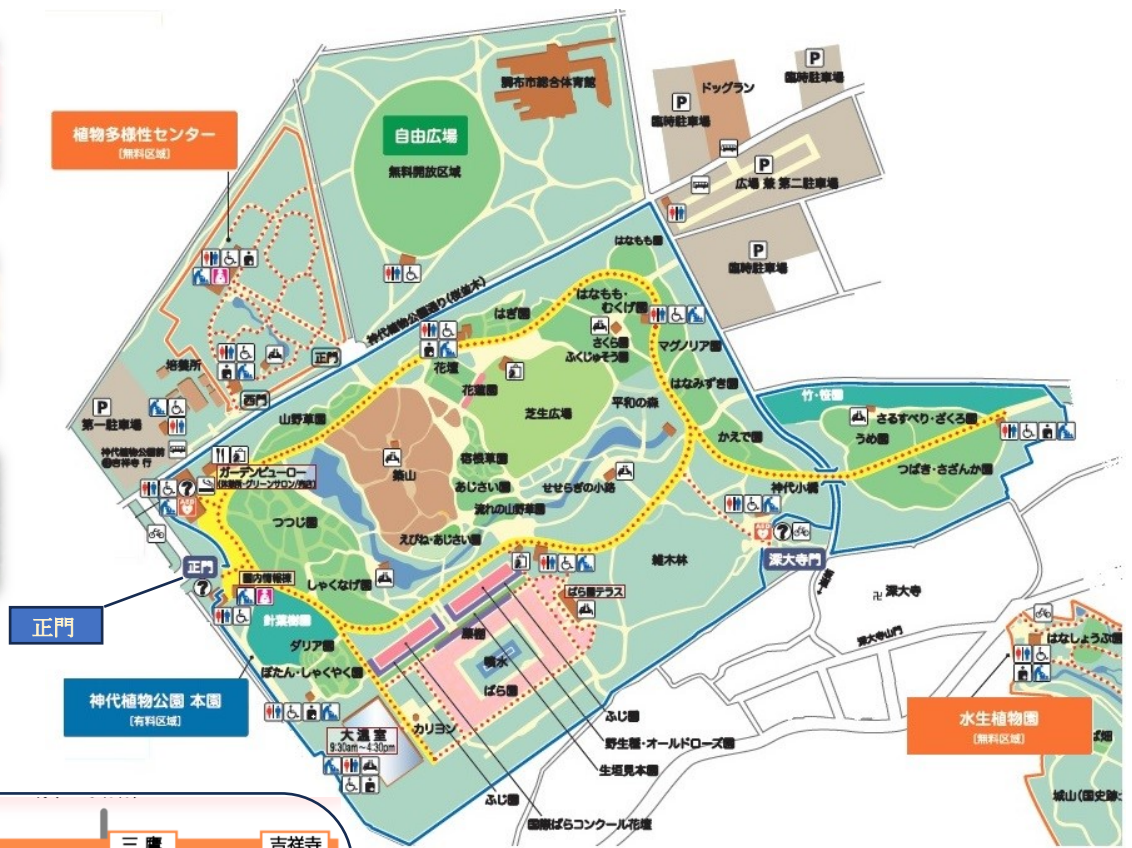 調布市総合体育館
臨時駐車場
ドッグラン
臨時駐車場
植物多様性センター
[無料区域]
自由広場
無料開放区域
広場 兼 第二駐車場
臨時駐車場
神代植物公園通り(桜並木)
はなもも園
はなもも・
むくげ園
はぎ園
さくら園
ふくじゅそう園
マグノリア園
培養所
正門
西門
花壇
花蓮園
芝生広場
平和の森
はなみずき園
竹・笹園
さるすべり・ざくろ園
うめ園
つばき・さざんか園
第一駐車場
山野草園
かえで園
神代小橋
神代植物公園前
吉祥寺 行
ガーデンビューロー
築山
宿根草園
あじさい園
せせらぎの小路
流れの山野草園
つつじ園
えびね・あじさい園
AED
AED
雑木林
深大寺門
正門
園内情報棟
しゃくなげ園
ばら園テラス
深大寺
正門
針葉樹園
藤棚
深大寺山門
はなしょうぶ園
ダリア園
噴水
ぼたん・しゃくやく園
ばら園
神代植物公園 本園
[有料区域]
カリヨン
大温室
9:30am~4:30pm
ふじ園
野生種・オールドローズ園
生垣見本園
水生植物園
[無料区域]
ふじ園
国際ばらコンクール花壇
城山(国史跡
三鷹
吉祥寺